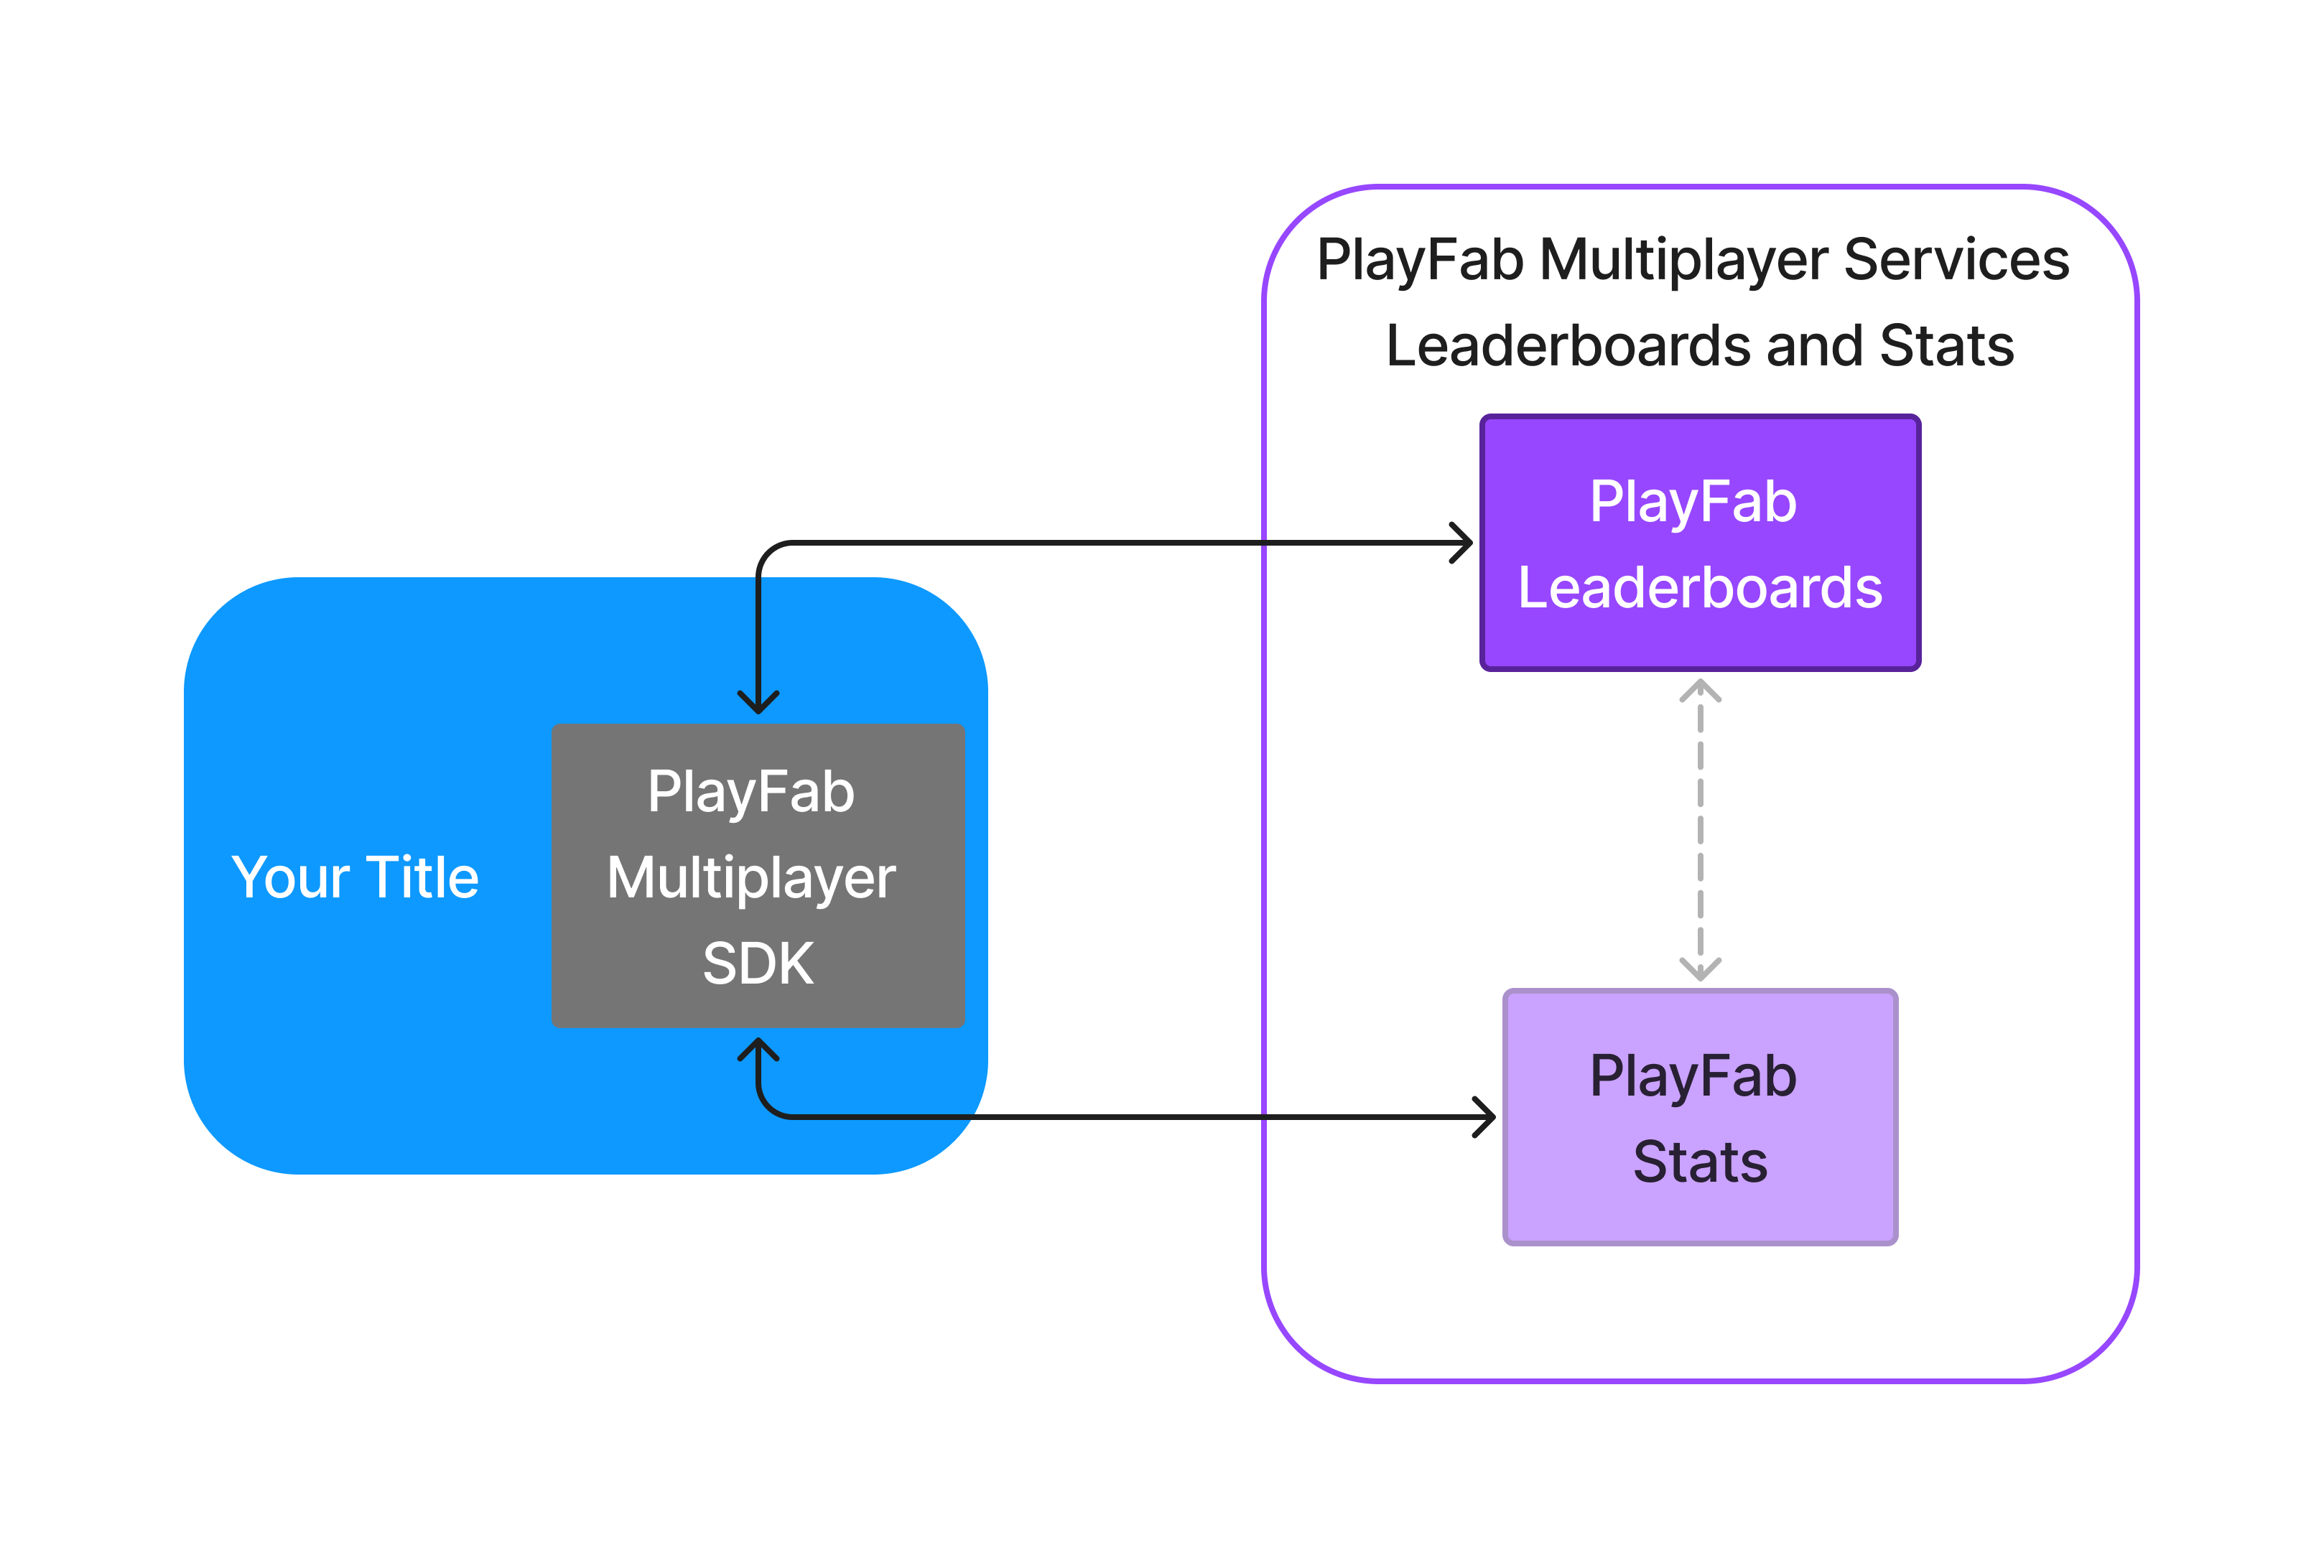 PlayFab Multiplayer Services
Leaderboards and Stats
PlayFab
Leaderboards
Your Title
PlayFab
Multiplayer
SDK
PlayFab
Stats